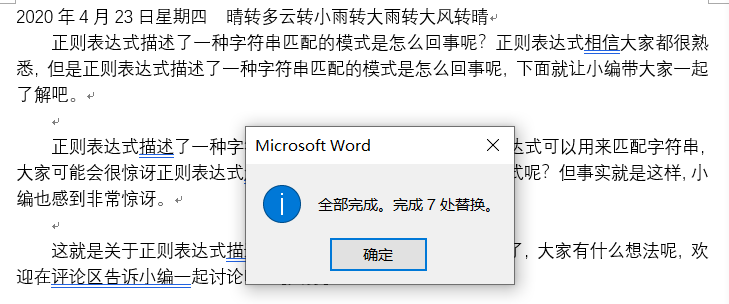 2020 年 4 月 23 日星期四 晴转多云转小雨转大雨转大风转晴
正则表达式描述了一种字符串匹配的模式是怎么回事呢？正则表达式相信大家都很熟
悉，但是正则表达式描述了一种字符串匹配的模式是怎么回事呢，下面就让小编带大家一起
了解吧。
正则表达式描述了一种字
达式可以用来匹配字符串，
大家可能会很惊讶正则表达式
式呢？但事实就是这样，小
编也感到非常惊讶。
这就是关于正则表达式描
了，大家有什么想法呢，欢
迎在评论区告诉小编一起讨论
Microsoft Word
全部完成。完成 7 处替换。
确定